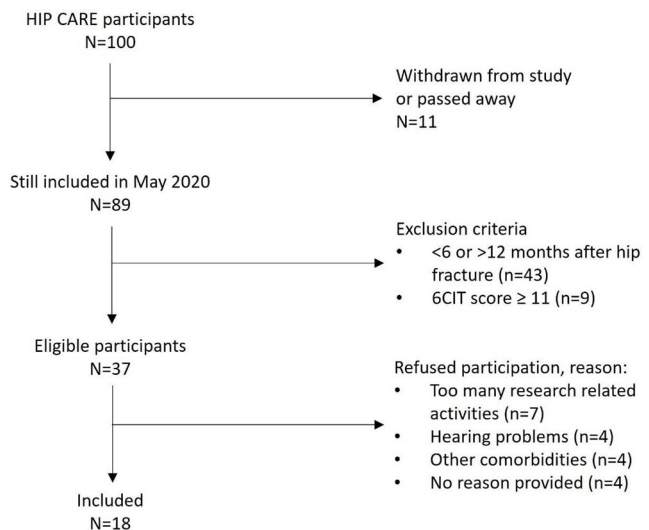 HIP CARE participants
N=100
Withdrawn from study
or passed away
N=11
Still included in May 2020
N=89
Exclusion criteria
• <6 or >12 months after hip
fracture (n=43)
• 6CIT score ≥ 11 (n=9)
Eligible participants
N=37
Refused participation, reason:
• Too many research related
activities (n=7)
• Hearing problems (n=4)
• Other comorbidities (n=4)
• No reason provided (n=4)
Included
N=18